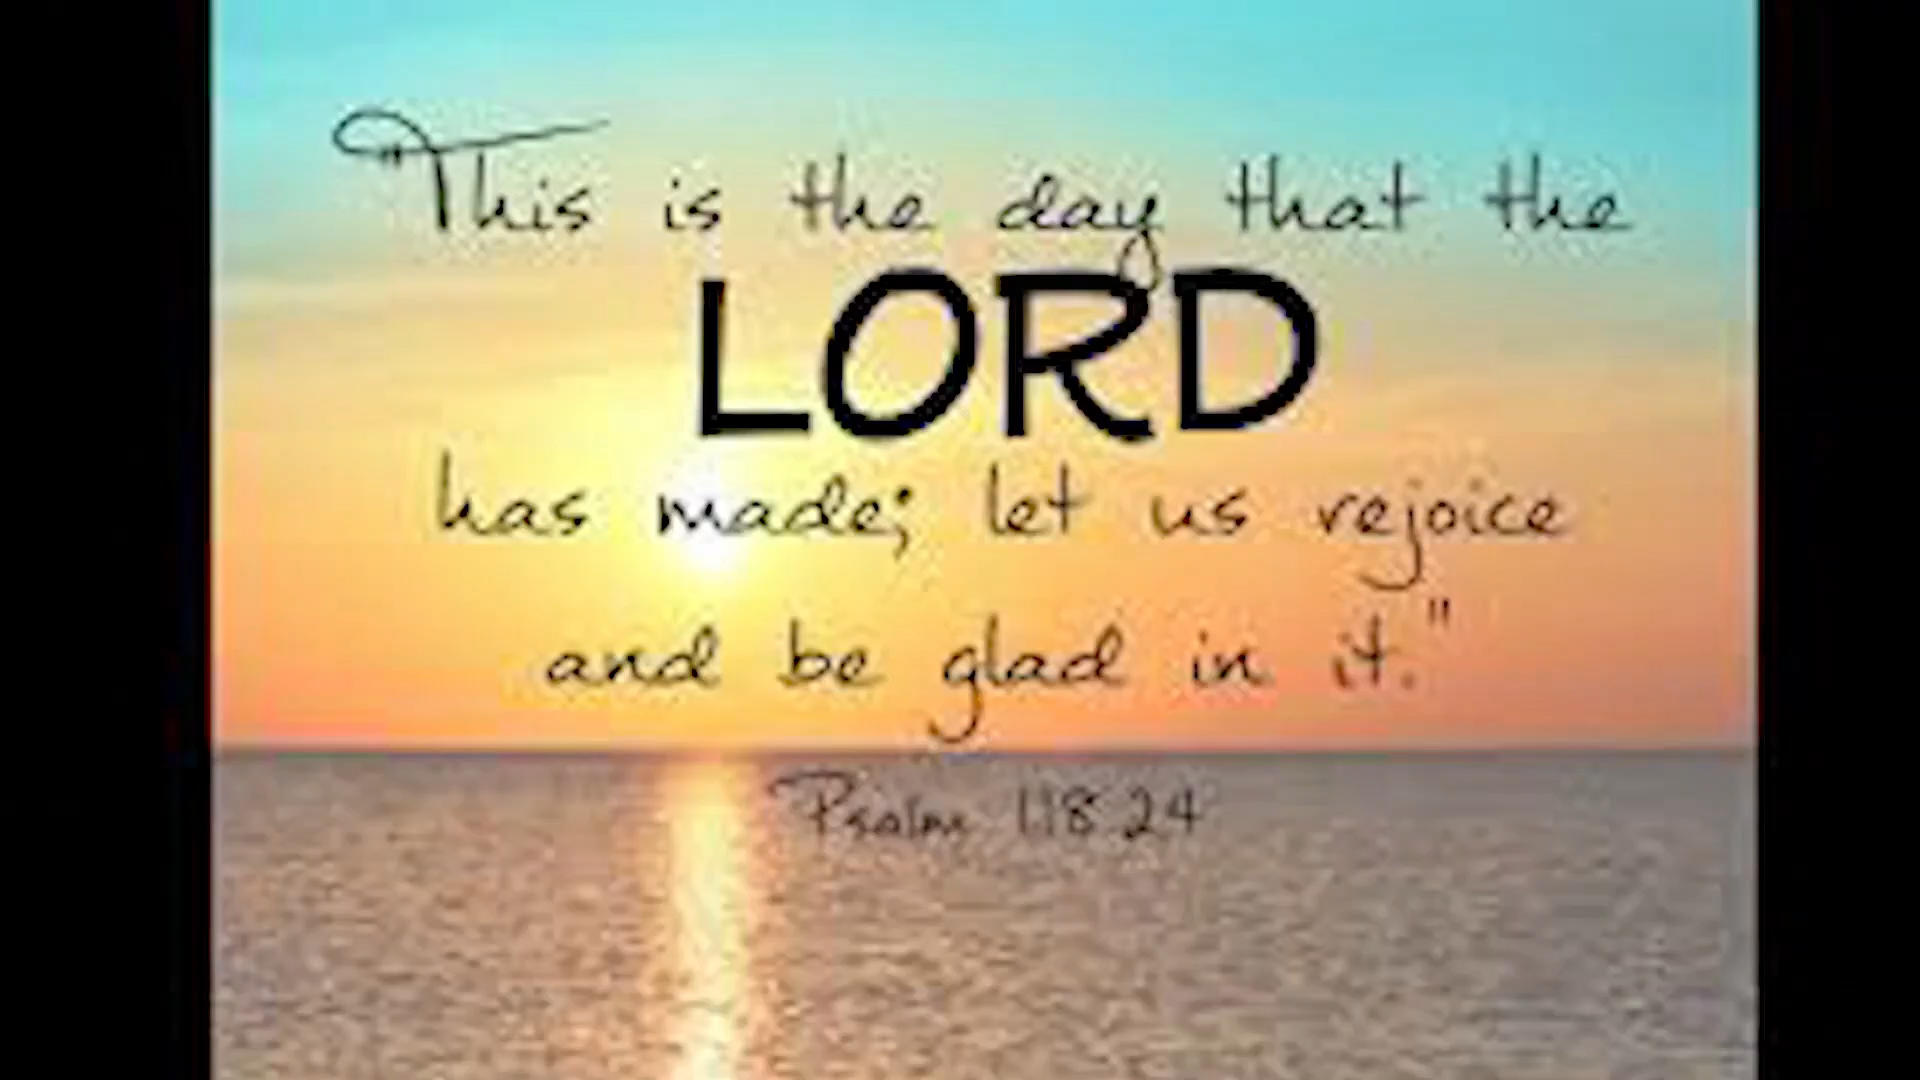 "This is the day that the
LORD
has made; let us rejoice
and be glad in it."
Psalm 118:24